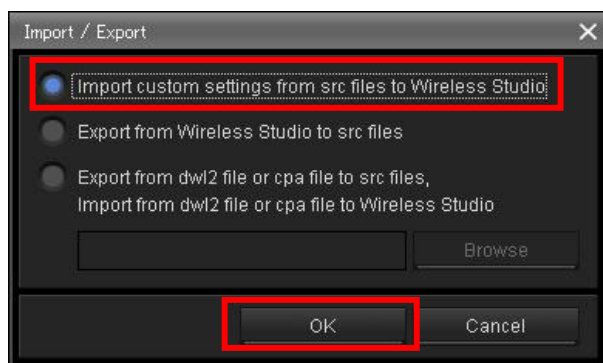 Import / Export
Import custom settings from src files to Wireless Studio
Export from Wireless Studio to src files
Export from dwl2 file or cpa file to src files,
Import from dwl2 file or cpa file to Wireless Studio
Browse
OK
Cancel